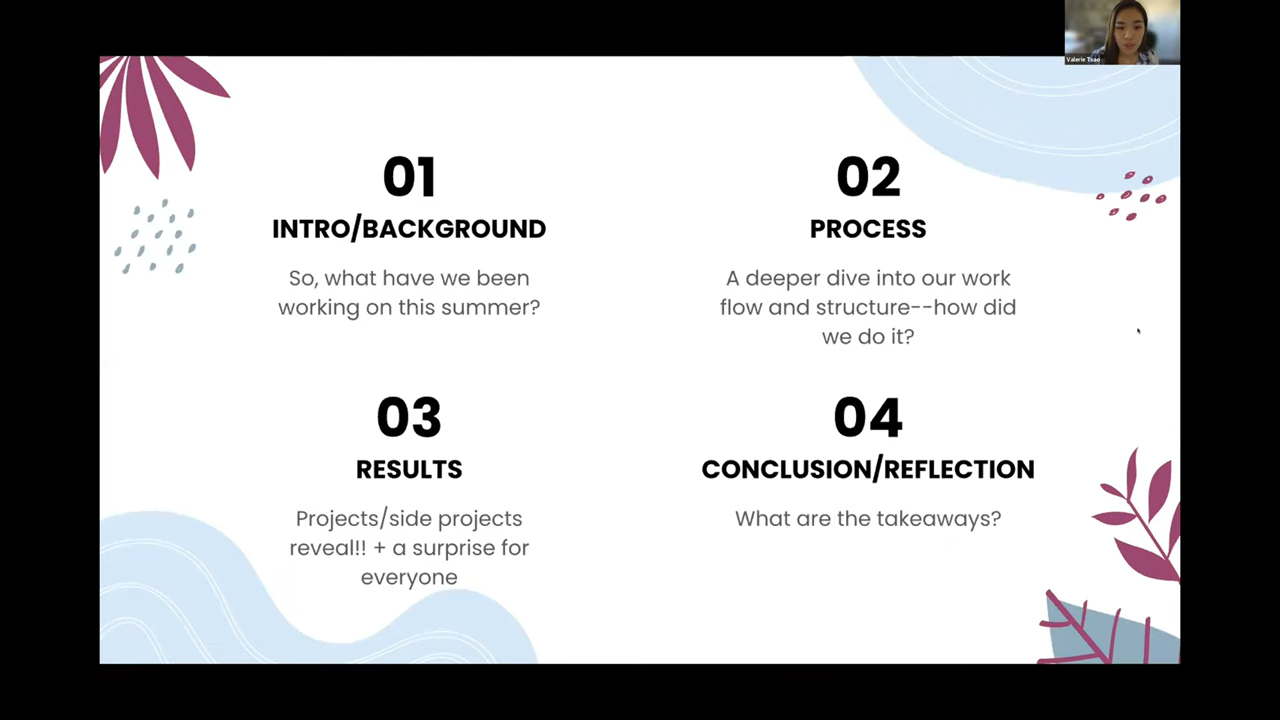 Valerie Tsao
01
INTRO/BACKGROUND
So, what have we been
working on this summer?
02
PROCESS
A deeper dive into our work
flow and structure--how did
we do it?
03
RESULTS
Projects/side projects
reveal!! + a surprise for
everyone
04
CONCLUSION/REFLECTION
What are the takeaways?